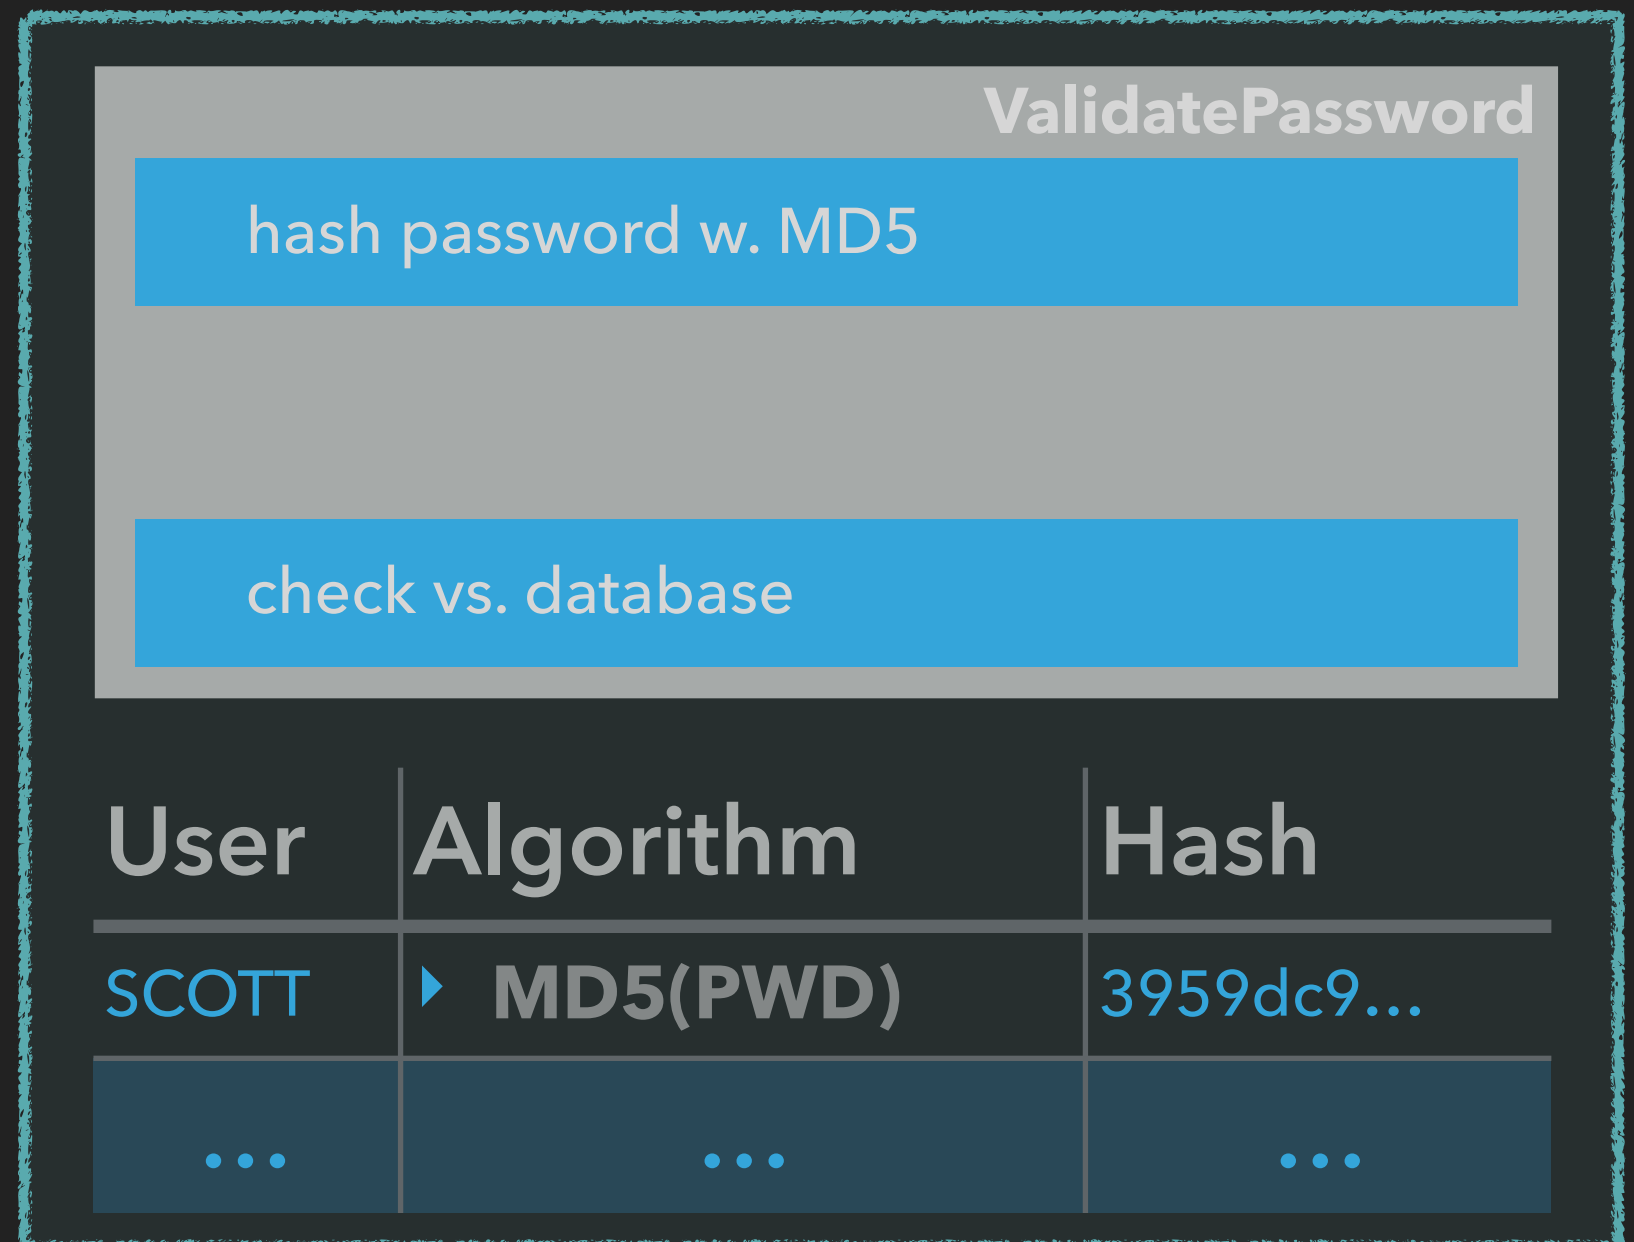 ValidatePassword
hash password w. MD5
check vs. database
User Algorithm Hash
SCOTT MD5(PWD) 3959dc9...
... ... ...